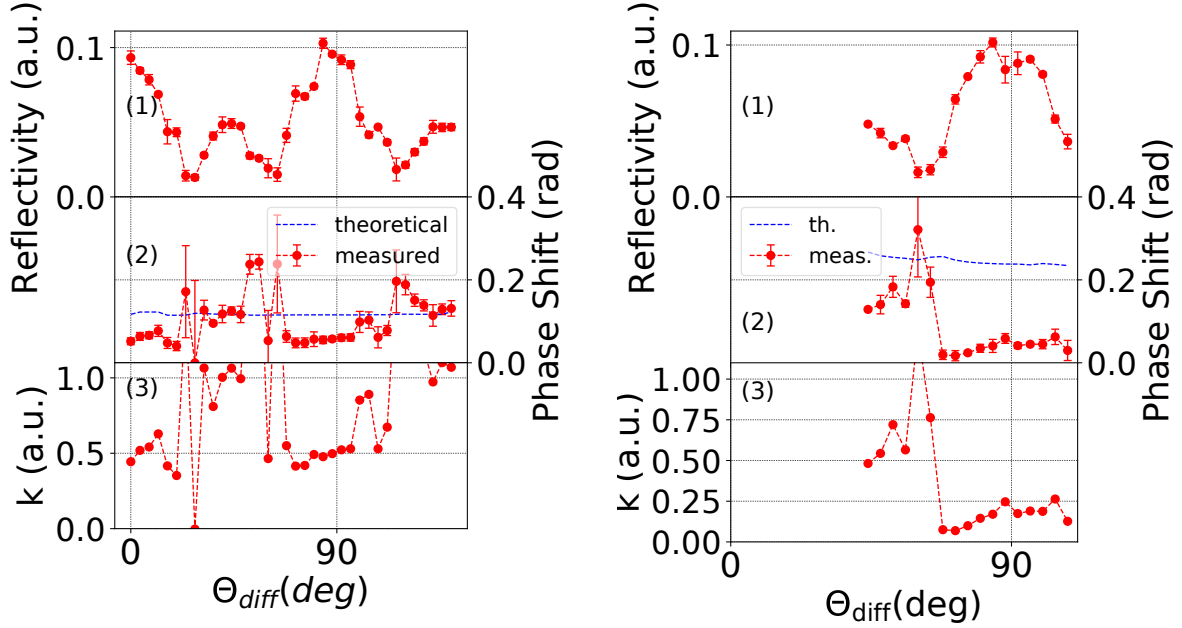 Reflectivity (a.u.)
0.1
0.0
(1)
0.4
0.2
0.0
Phase Shift (rad)
(2)
theoretical
measured
k (a.u.)
1.0
0.5
0.0
(3)
0
90
Θdiff(deg)
Reflectivity (a.u.)
0.1
0.0
(1)
0.4
0.2
0.0
Phase Shift (rad)
th.
meas.
(2)
k (a.u.)
1.00
0.75
0.50
0.25
0.00
(3)
0
90
Θdiff(deg)